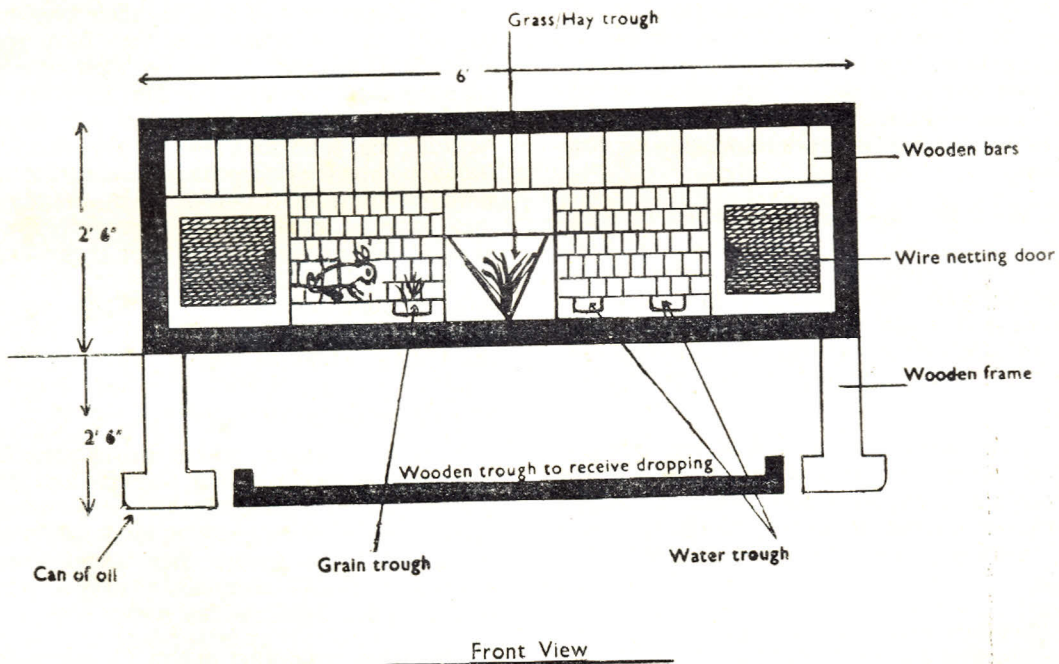 Grass/Hay trough
6'
Wooden bars
2' 6"
Wire netting door
Wooden frame
2' 6"
Wooden trough to receive dropping
Can of oil
Grain trough
Water trough
Front View